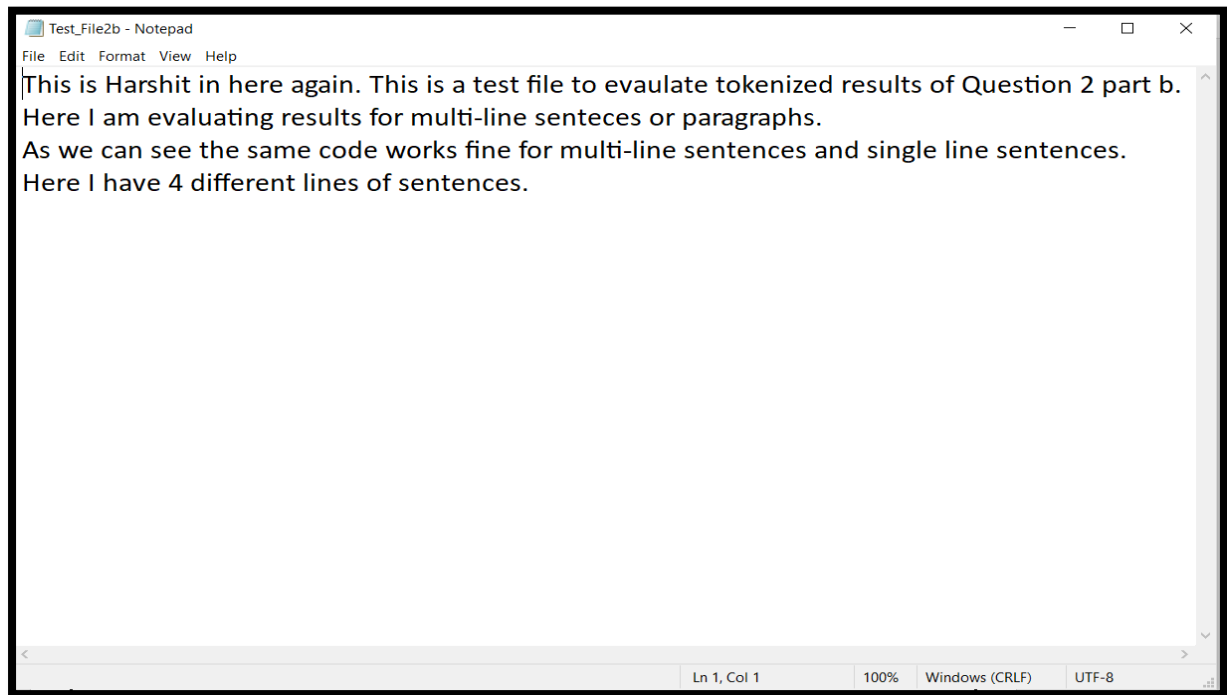 Test_File2b - Notepad
File Edit Format View Help
This is Harshit in here again. This is a test file to evaulate tokenized results of Question 2 part b.
Here I am evaluating results for multi-line senteces or paragraphs.
As we can see the same code works fine for multi-line sentences and single line sentences.
Here I have 4 different lines of sentences.
Ln 1, Col 1 100% Windows (CRLF) UTF-8